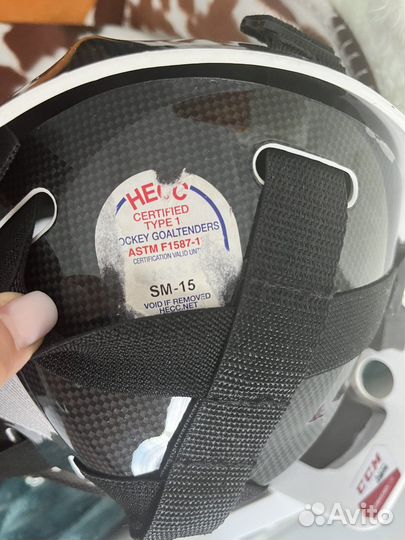 HECC
CERTIFIED
TYPE 1
OCKEY GOALTENDERS
ASTM F1587-1
CERTIFICATION VALID UNT
SM-15
VOID IF REMOVED
HECC.NET
CCM
Avito